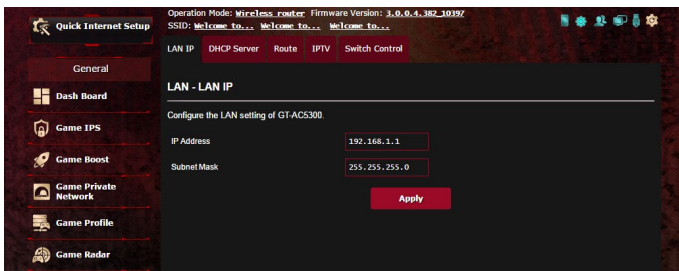 Quick Internet Setup
General
Dash Board
Game IPS
Game Boost
Game Private
Network
Game Profile
Game Radar
Operation Mode: Wireless router Firmware Version: 3.0.0.4.382_10397
SSID: Welcome to... Welcome to... Welcome to...
LAN IP DHCP Server Route IPTV Switch Control
LAN - LAN IP
Configure the LAN setting of GT-AC5300.
IP Address 192.168.1.1
Subnet Mask 255.255.255.0
Apply